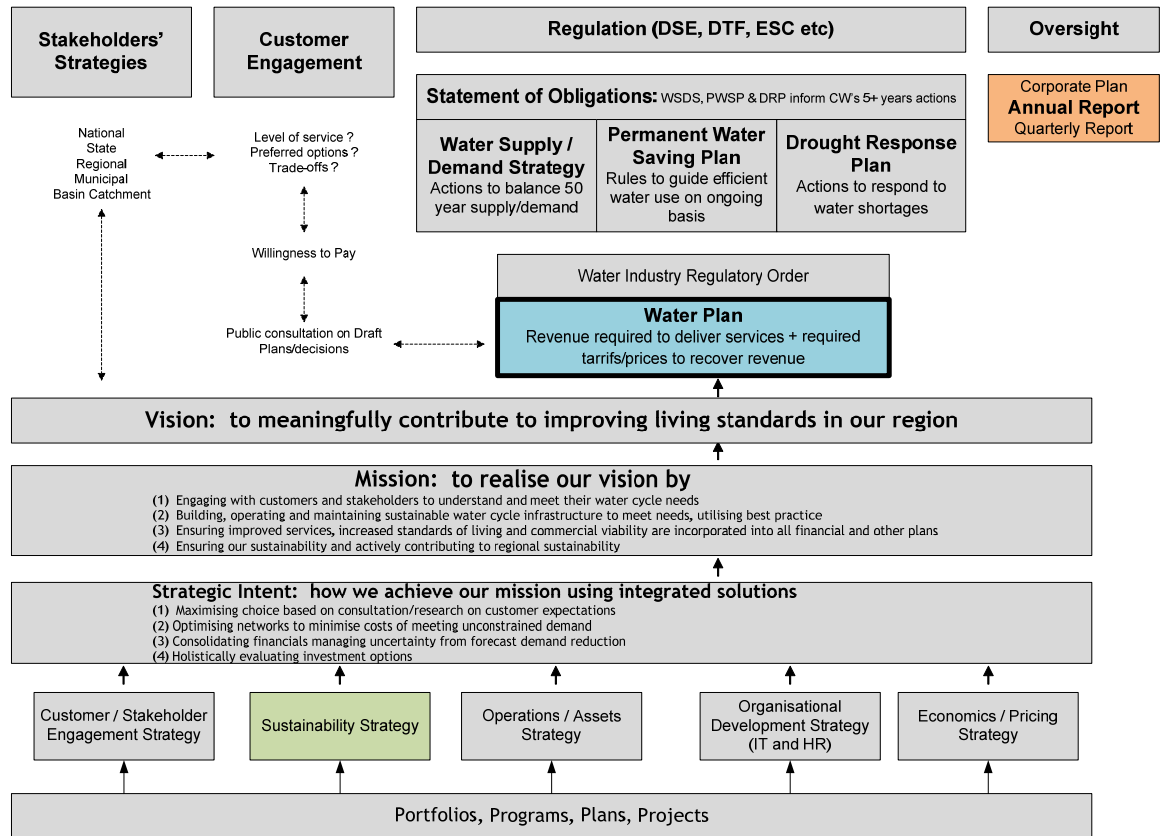 Stakeholders’
Strategies
Customer
Engagement
Regulation (DSE, DTF, ESC etc)
Oversight
Statement of Obligations: WSDS, PWSP & DRP inform CW's 5+ years actions
Water Supply /
Demand Strategy
Actions to balance 50
year supply/demand
Permanent Water
Saving Plan
Rules to guide efficient
water use on ongoing
basis
Drought Response
Plan
Actions to respond to
water shortages
Corporate Plan
Annual Report
Quarterly Report
National
State
Regional
Municipal
Basin Catchment
Level of service ?
Preferred options ?
Trade-offs ?
Willingness to Pay
Public consultation on Draft
Plans/decisions
Water Industry Regulatory Order
Water Plan
Revenue required to deliver services + required
tarrifs/prices to recover revenue
Vision: to meaningfully contribute to improving living standards in our region
Mission: to realise our vision by
(1) Engaging with customers and stakeholders to understand and meet their water cycle needs
(2) Building, operating and maintaining sustainable water cycle infrastructure to meet needs, utilising best practice
(3) Ensuring improved services, increased standards of living and commercial viability are incorporated into all financial and other plans
(4) Ensuring our sustainability and actively contributing to regional sustainability
Strategic Intent: how we achieve our mission using integrated solutions
(1) Maximising choice based on consultation/research on customer expectations
(2) Optimising networks to minimise costs of meeting unconstrained demand
(3) Consolidating financials managing uncertainty from forecast demand reduction
(4) Holistically evaluating investment options
Customer / Stakeholder
Engagement Strategy
Sustainability Strategy
Operations / Assets
Strategy
Organisational
Development Strategy
(IT and HR)
Economics / Pricing
Strategy
Portfolios, Programs, Plans, Projects